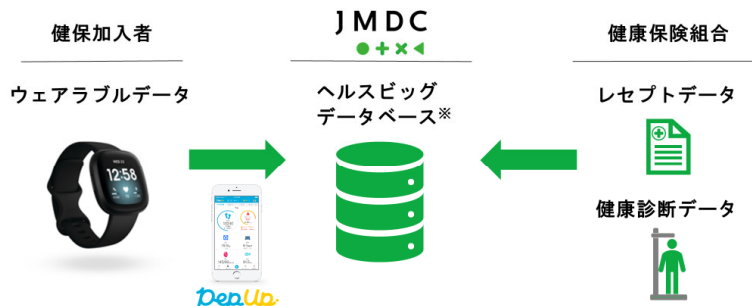 健保加入者
JMDC
健康保険組合
ウェアラブルデータ
ヘルスビッグ
データベース※
レセプトデータ
12:58
健康診断データ
PepUp